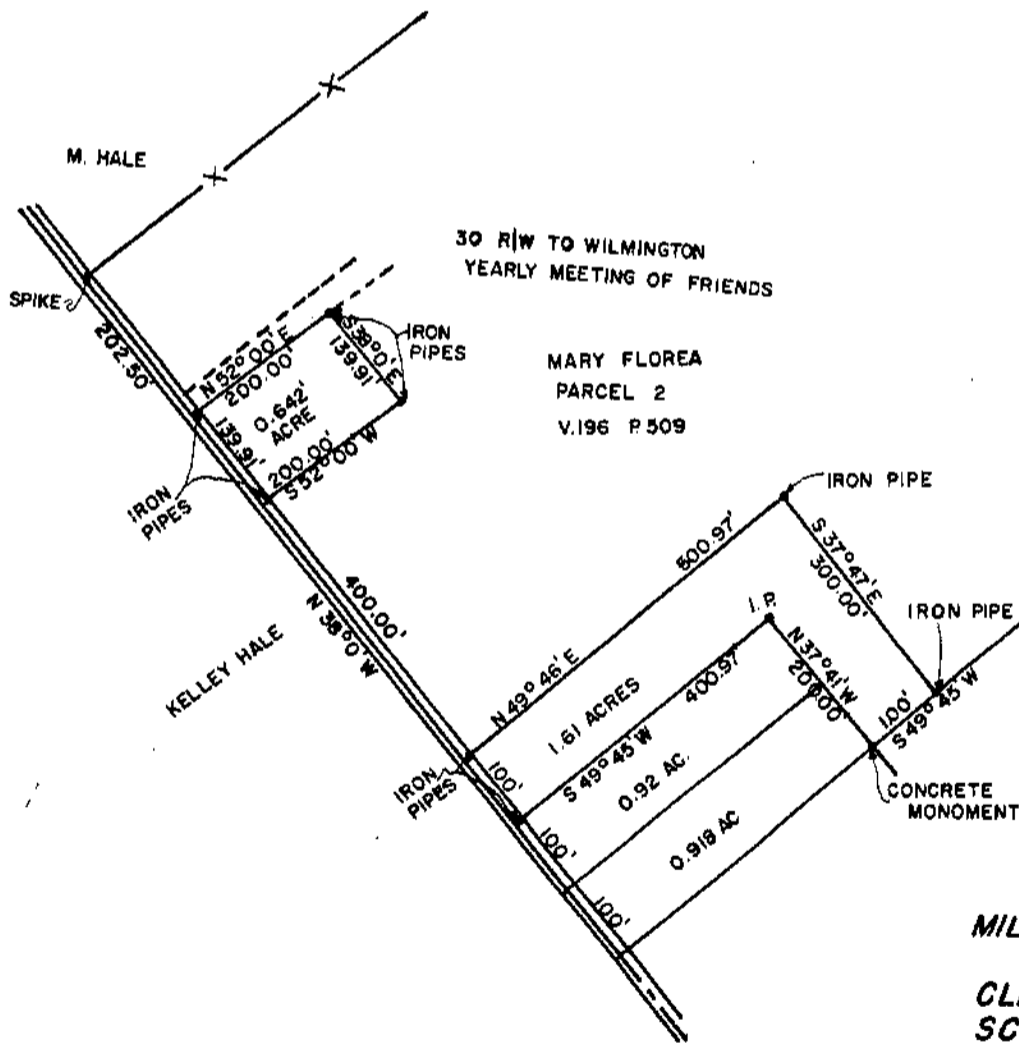 M. HALE
30 R|W TO WILMINGTON
YEARLY MEETING OF FRIENDS
SPIKE
202.50'
N 52° 00' E
200.00'
S 38°0' E
139.91'
IRON
PIPES
MARY FLOREA
PARCEL 2
V.196 P.509
0.642'
ACRE
139.91'
200.00'
S 52°00' W
IRON
PIPES
400.00'
N 38°0 W
KELLEY HALE
IRON PIPE
500.97'
N 49° 46' E
S 37°47' E
300.00'
I. P.
N 37°41' W
200.00'
IRON PIPE
100'
S 49°45' W
1.61 ACRES
400.97'
S 49° 45' W
0.92 AC.
0.918 AC
IRON
PIPES
100'
100'
100'
CONCRETE
MONOMENT
MIL
CL
SC